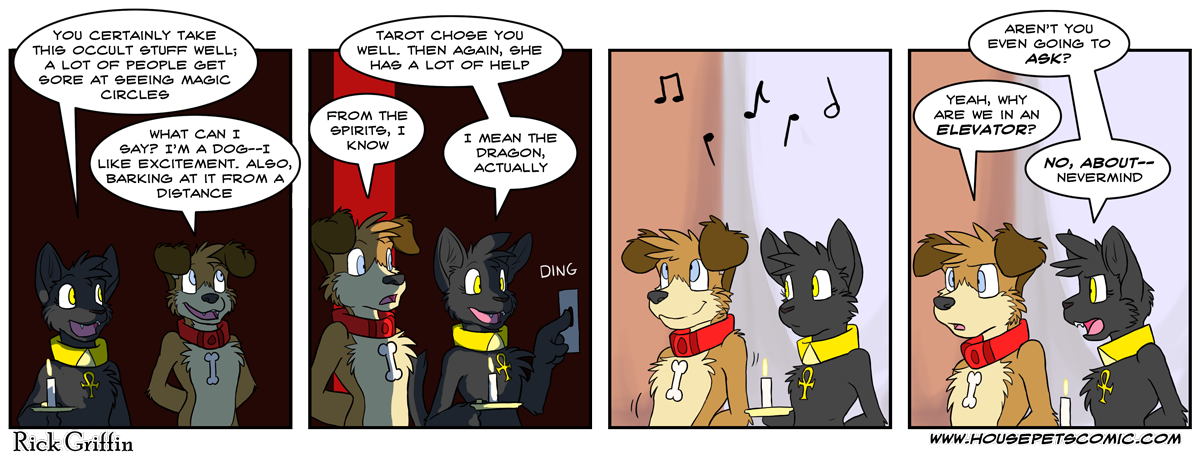 YOU CERTAINLY TAKE
THIS OCCULT STUFF WELL;
A LOT OF PEOPLE GET
SORE AT SEEING MAGIC
CIRCLES
WHAT CAN I
SAY? I'M A DOG--I
LIKE EXCITEMENT. ALSO,
BARKING AT IT FROM A
DISTANCE
TAROT CHOSE YOU
WELL. THEN AGAIN, SHE
HAS A LOT OF HELP
FROM THE
SPIRITS, I
KNOW
I MEAN THE
DRAGON,
ACTUALLY
DING
AREN'T YOU
EVEN GOING TO
ASK?
YEAH, WHY
ARE WE IN AN
ELEVATOR?
NO, ABOUT--
NEVERMIND
Rick Griffin
WWW.HOUSEPETSCOMIC.COM